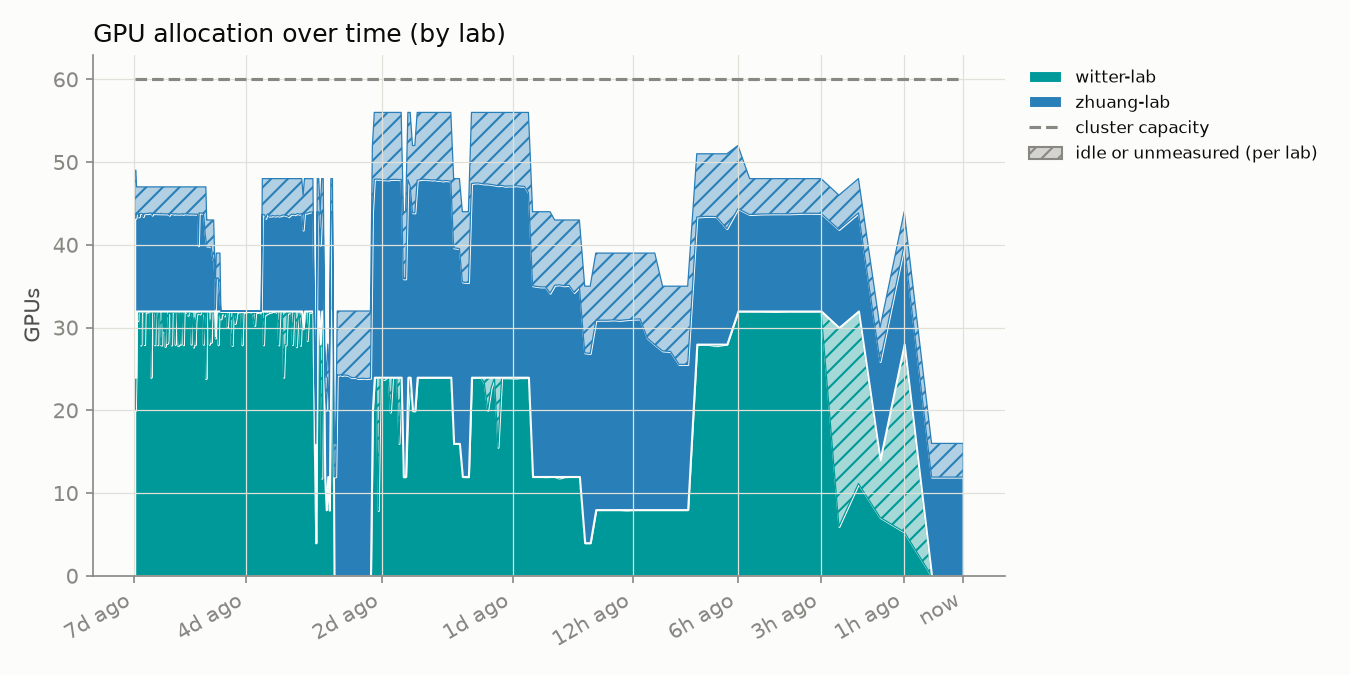 GPU allocation over time (by lab)
witter-lab
zhuang-lab
cluster capacity
idle or unmeasured (per lab)
GPUs
60
50
40
30
20
10
0
7d ago
4d ago
2d ago
1d ago
12h ago
6h ago
3h ago
1h ago
now